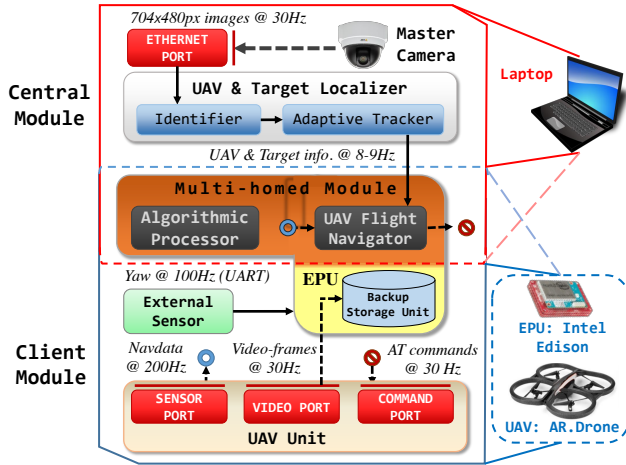 704x480px images @ 30Hz
ETHERNET
PORT
Master
Camera
Laptop
Central
Module
UAV & Target Localizer
Identifier
Adaptive Tracker
UAV & Target info. @ 8-9Hz
Multi-homed Module
Algorithmic
Processor
UAV Flight
Navigator
Yaw @ 100Hz (UART)
EPU
External
Sensor
Backup
Storage Unit
EPU: Intel
Edison
Client
Module
Navdata
@ 200Hz
Video-frames
@ 30Hz
AT commands
@ 30 Hz
SENSOR
PORT
VIDEO PORT
COMMAND
PORT
UAV Unit
UAV: AR.Drone